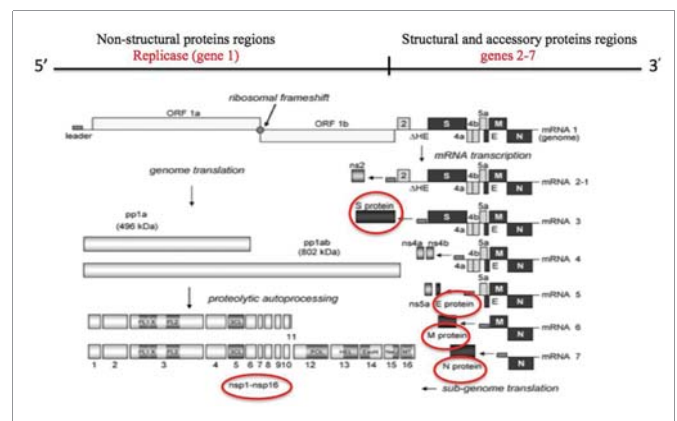 Non-structural proteins regions
Replicase (gene 1)
Structural and accessory proteins regions
genes 2-7
5′
3′
ribosomal frameshift
leader
ORF 1a
ORF 1b
2
ΔHE
S
4a
4b
5a
E
M
N
mRNA 1
(genome)
genome translation
mRNA transcription
ns2
2
ΔHE
S
4a
4b
5a
E
M
N
mRNA 2-1
S protein
S
4a
4b
5a
E
M
N
mRNA 3
pp1a
(496 kDa)
pp1ab
(802 kDa)
ns4a
ns4b
4a
4b
5a
E
M
N
mRNA 4
proteolytic autoprocessing
ns5a
E protein
5a
E
M
N
mRNA 5
M protein
M
N
mRNA 6
11
N protein
N
mRNA 7
1 2 3 4 5 6 7 8 9 10 12 13 14 15 16
nsp1-nsp16
sub-genome translation